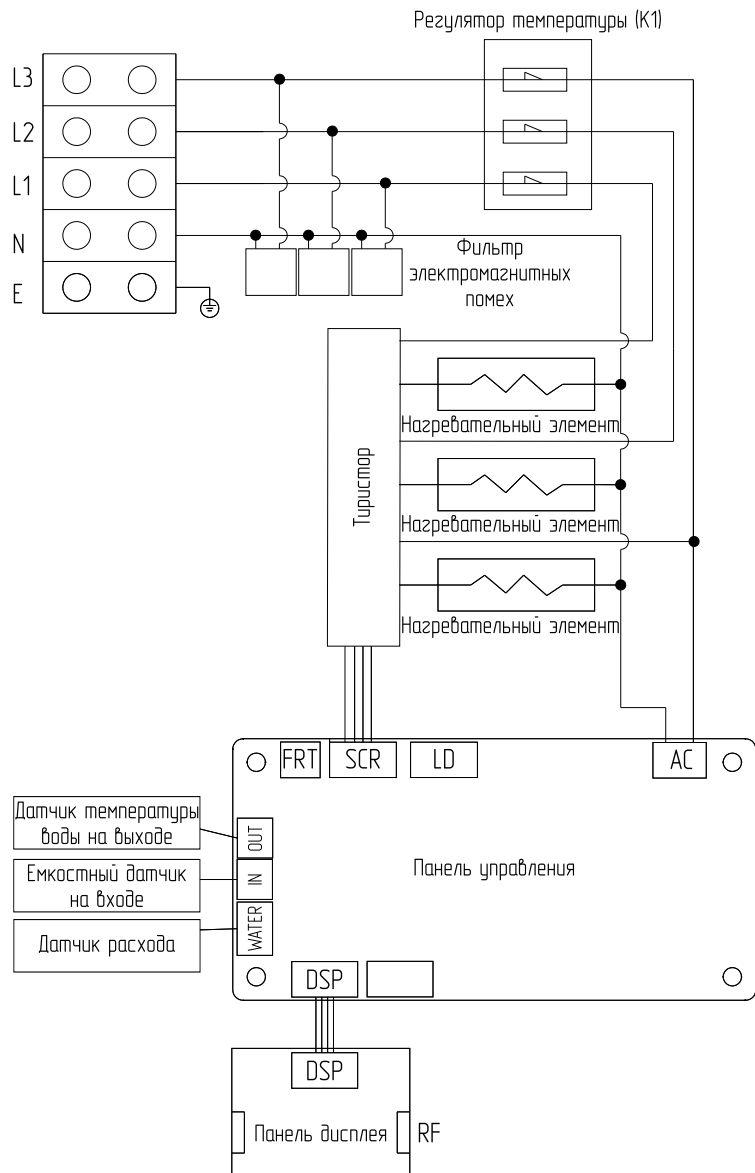 Регулятор температуры (К1)
L3
L2
L1
N
E
Фильтр
электромагнитных
помех
Тиристор
Нагревательный элемент
Нагревательный элемент
Нагревательный элемент
FRT
SCR
LD
AC
Датчик температуры
воды на выходе
OUT
Емкостный датчик
на входе
IN
Датчик расхода
WATER
Панель управления
DSP
DSP
Панель дисплея
RF